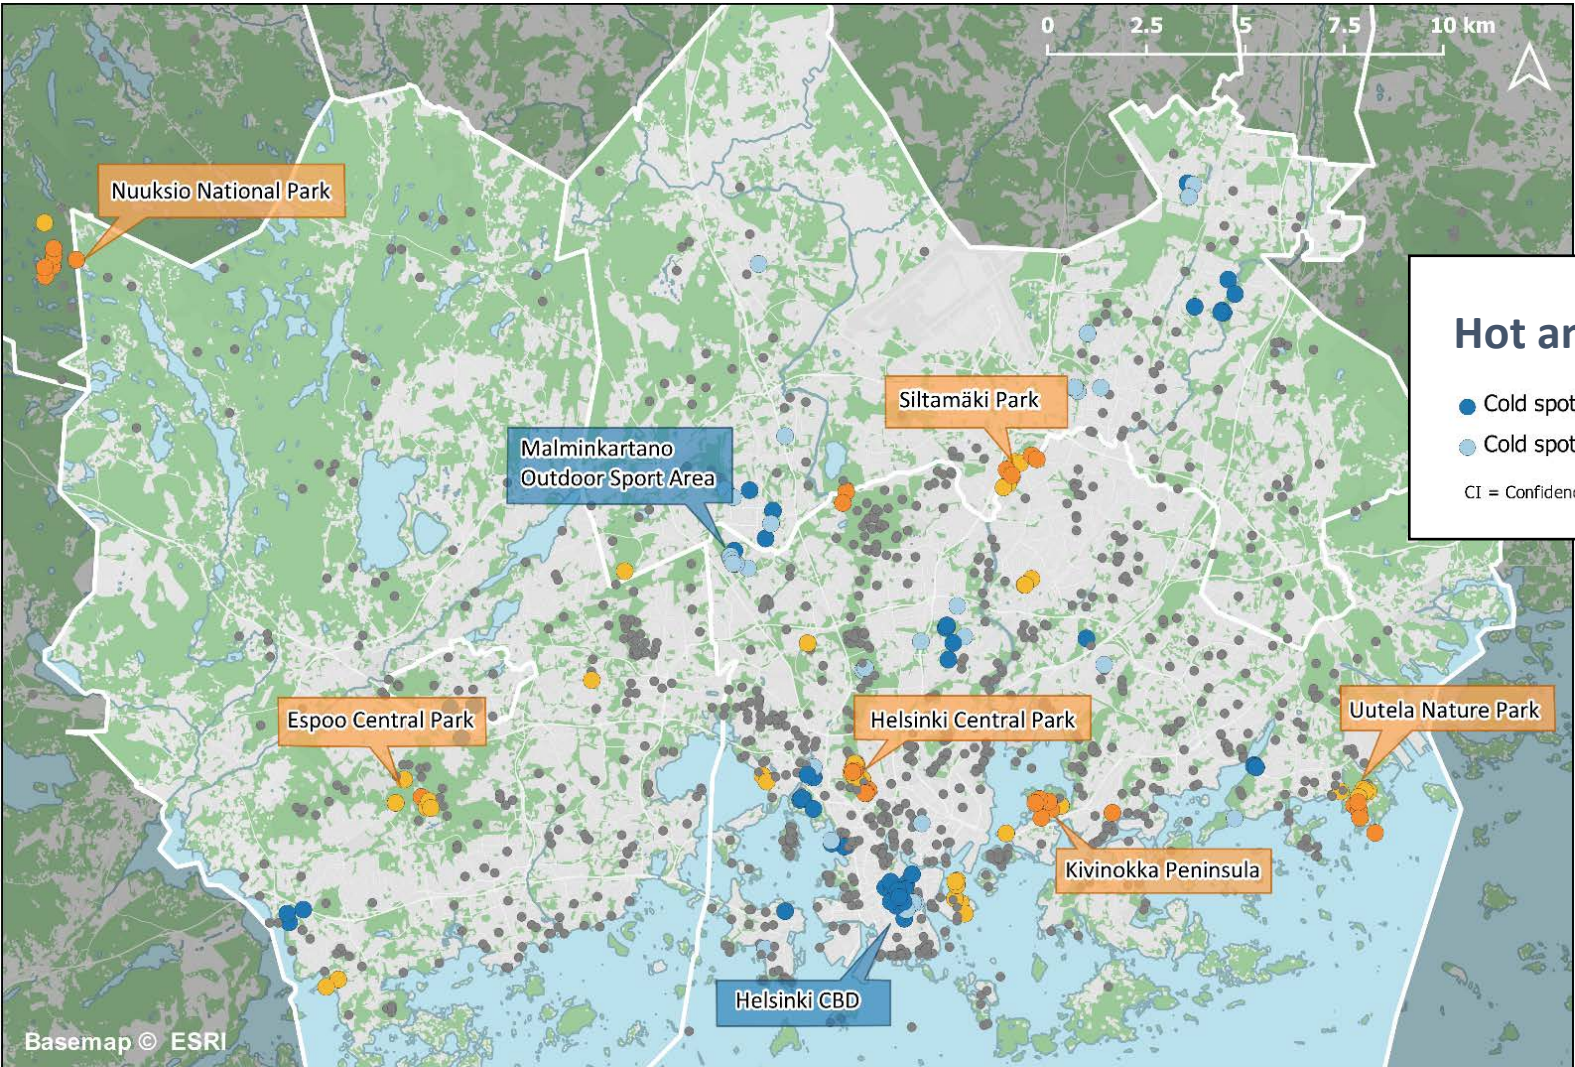 0 2.5 5 7.5 10 km
Nuuksio National Park
Hot
Siltamäki Park
Cold spot
Malminkartano
Outdoor Sport Area
Cold spot
CI =
Uutela Nature Park
Espoo Central Park
Helsinki Central Park
Kivinokka Peninsula
Helsinki CBD
Basemap © ESRI